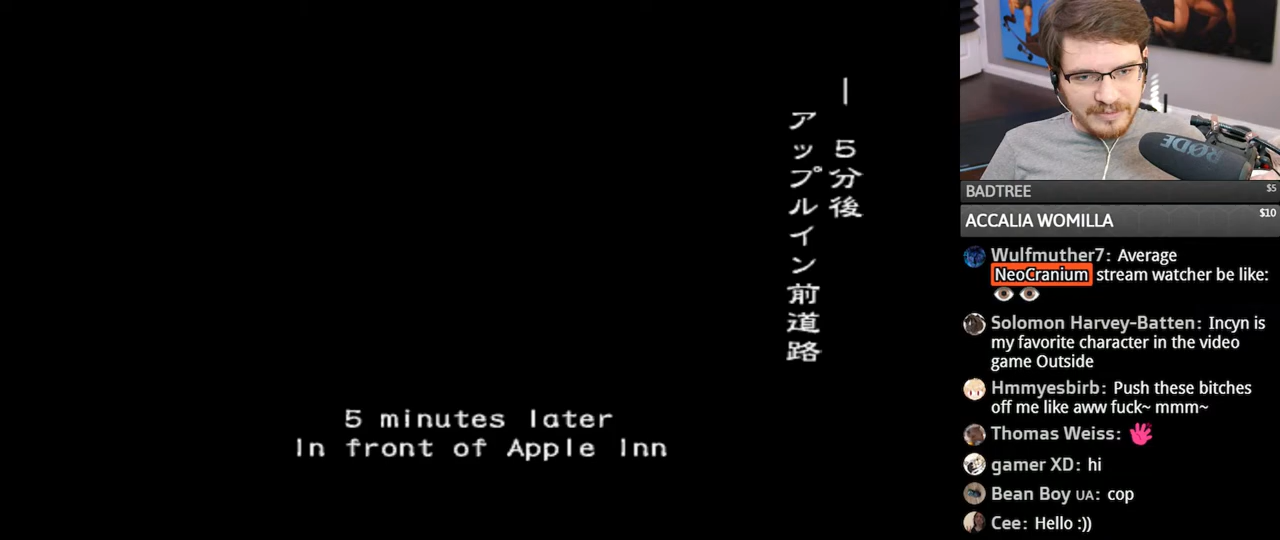 ― 5分後
アップルイン前道路
5 minutes later
In front of Apple Inn
RØDE
BADTREE
$5
ACCALIA WOMILLA
$10
Wulfmuther7: Average
NeoCranium stream watcher be like:
👁️ 👁️
Solomon Harvey-Batten: Incyn is
my favorite character in the video
game Outside
Hmmyesbirb: Push these bitches
off me like aww fuck~ mmm~
Thomas Weiss:
gamer XD: hi
Bean Boy UA: cop
Cee: Hello :))